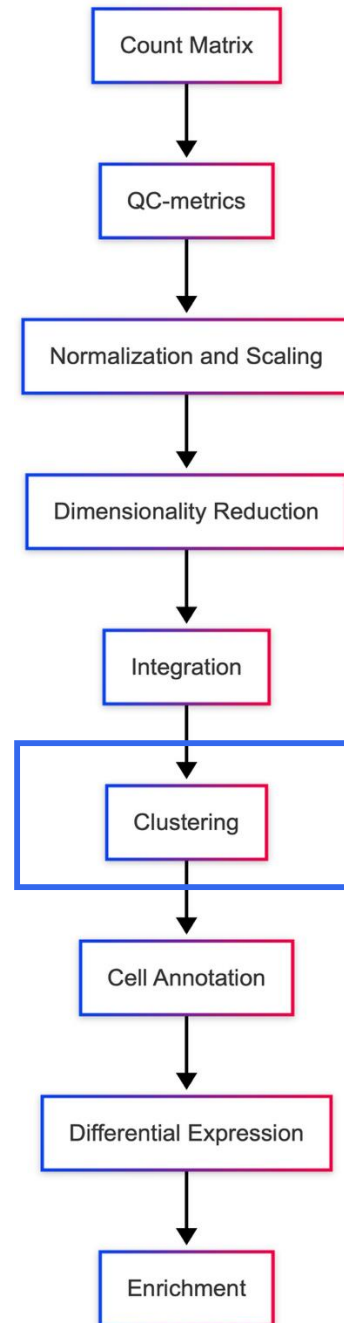 Count Matrix
QC-metrics
Normalization and Scaling
Dimensionality Reduction
Integration
Clustering
Cell Annotation
Differential Expression
Enrichment